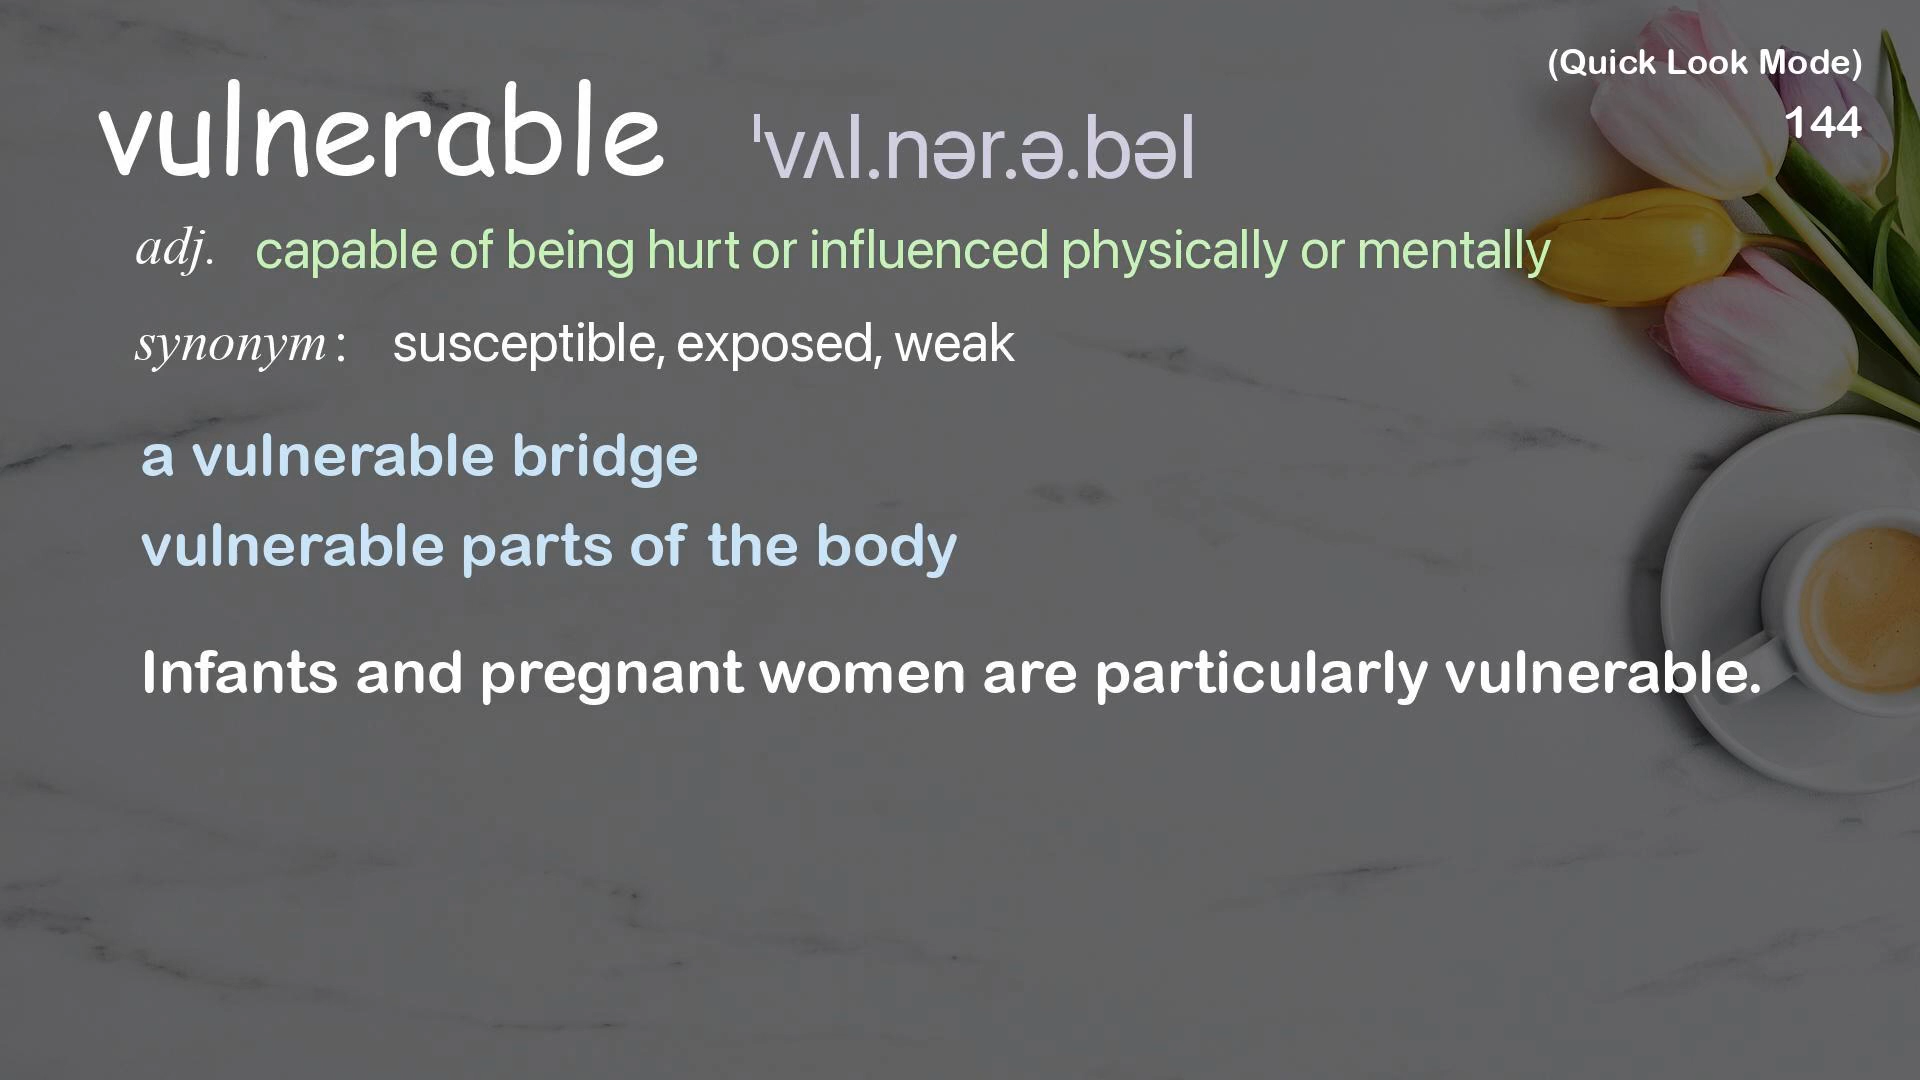 (Quick Look Mode)
144
vulnerable ˈvʌl.nər.ə.bəl
adj. capable of being hurt or influenced physically or mentally
synonym : susceptible, exposed, weak
a vulnerable bridge
vulnerable parts of the body
Infants and pregnant women are particularly vulnerable.